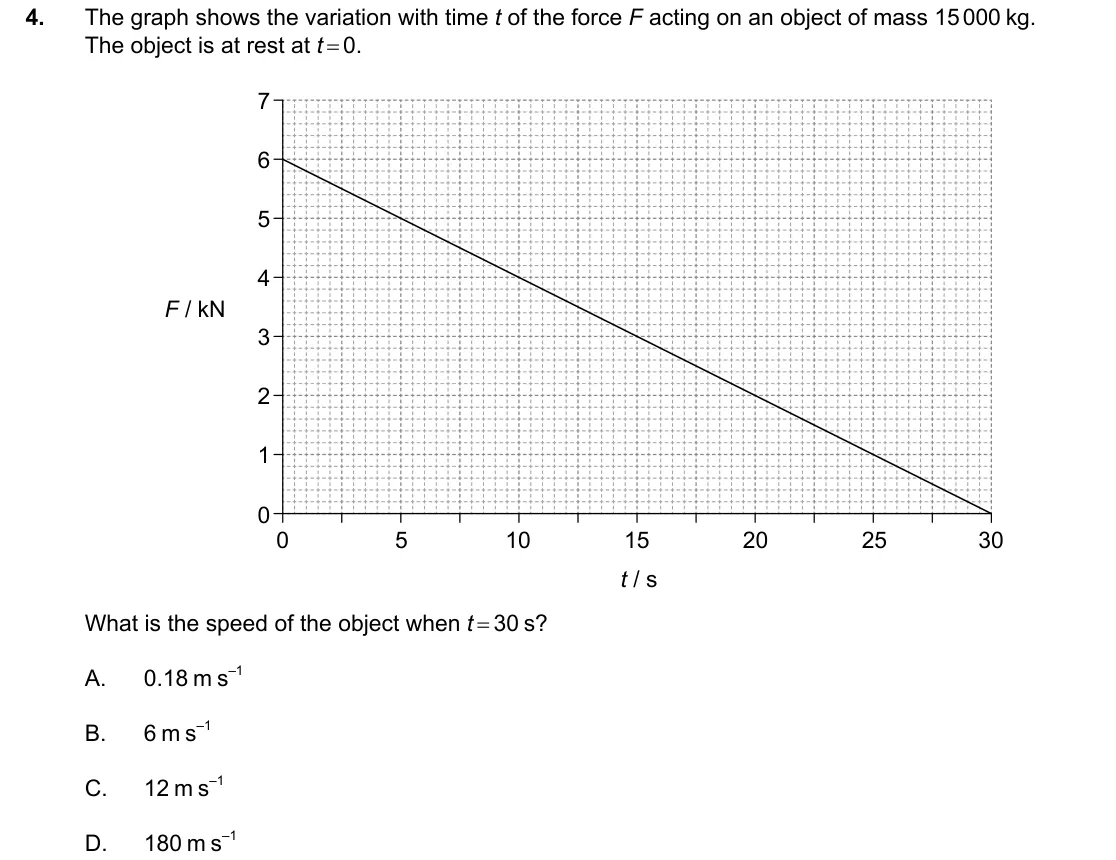 4. The graph shows the variation with time t of the force F acting on an object of mass 15 000 kg.
The object is at rest at t = 0.
7
6
5
4
F / kN
3
2
1
0
0 5 10 15 20 25 30
t / s
What is the speed of the object when t = 30 s?
A. 0.18 m s⁻¹
B. 6 m s⁻¹
C. 12 m s⁻¹
D. 180 m s⁻¹